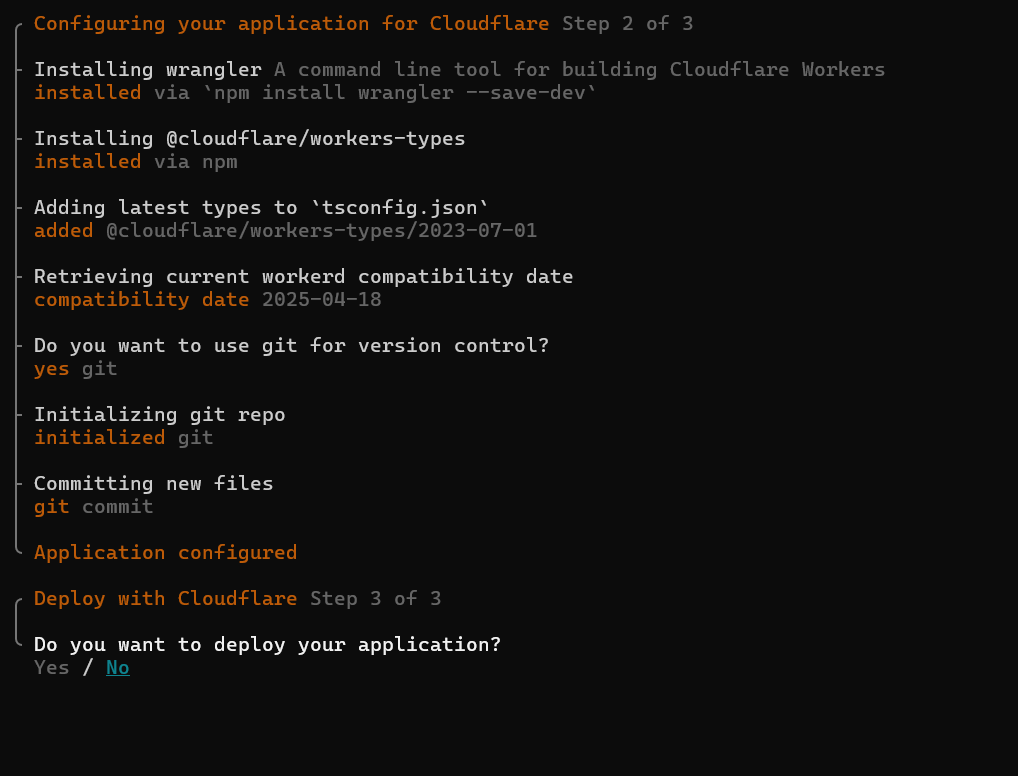 Configuring your application for Cloudflare Step 2 of 3
Installing wrangler A command line tool for building Cloudflare Workers
installed via `npm install wrangler --save-dev`
Installing @cloudflare/workers-types
installed via npm
Adding latest types to `tsconfig.json`
added @cloudflare/workers-types/2023-07-01
Retrieving current workerd compatibility date
compatibility date 2025-04-18
Do you want to use git for version control?
yes git
Initializing git repo
initialized git
Committing new files
git commit
Application configured
Deploy with Cloudflare Step 3 of 3
Do you want to deploy your application?
Yes / No